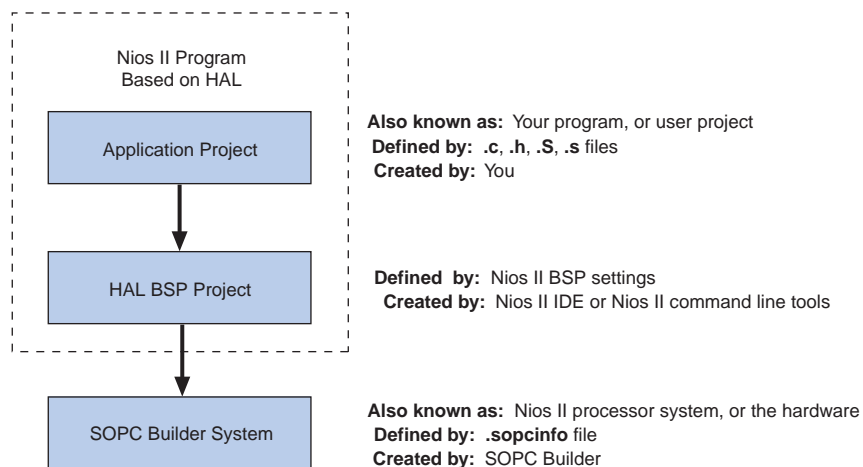 Nios II Program
Based on HAL
Application Project
Also known as: Your program, or user project
Defined by: .c, .h, .S, .s files
Created by: You
HAL BSP Project
Defined by: Nios II BSP settings
Created by: Nios II IDE or Nios II command line tools
SOPC Builder System
Also known as: Nios II processor system, or the hardware
Defined by: .sopcinfo file
Created by: SOPC Builder